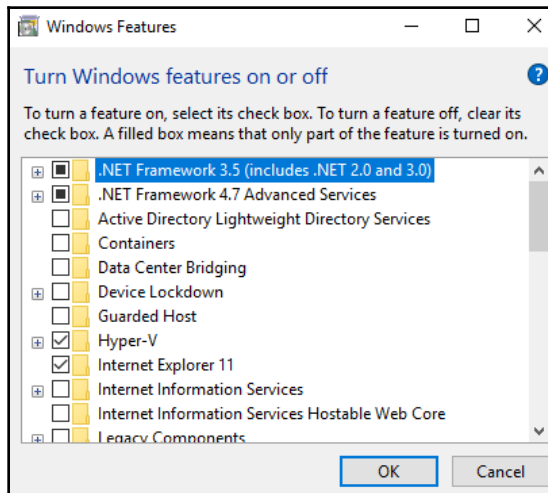 Windows Features
Turn Windows features on or off
To turn a feature on, select its check box. To turn a feature off, clear its
check box. A filled box means that only part of the feature is turned on.
.NET Framework 3.5 (includes .NET 2.0 and 3.0)
.NET Framework 4.7 Advanced Services
Active Directory Lightweight Directory Services
Containers
Data Center Bridging
Device Lockdown
Guarded Host
Hyper-V
Internet Explorer 11
Internet Information Services
Internet Information Services Hostable Web Core
Legacy Components
OK Cancel